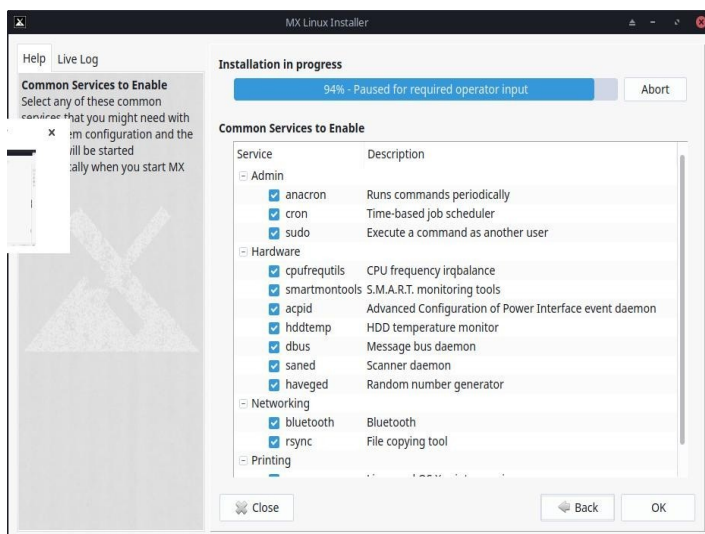 MX Linux Installer
Help Live Log
Common Services to Enable
Select any of these common
services that you might need with
em configuration and the
will be started
cally when you start MX
x
Installation in progress
94% - Paused for required operator input
Abort
Common Services to Enable
Service Description
Admin
anacron Runs commands periodically
cron Time-based job scheduler
sudo Execute a command as another user
Hardware
cpufrequtils CPU frequency irqbalance
smartmontools S.M.A.R.T. monitoring tools
acpid Advanced Configuration of Power Interface event daemon
hddtemp HDD temperature monitor
dbus Message bus daemon
saned Scanner daemon
haveged Random number generator
Networking
bluetooth Bluetooth
rsync File copying tool
Printing
Close
Back
OK